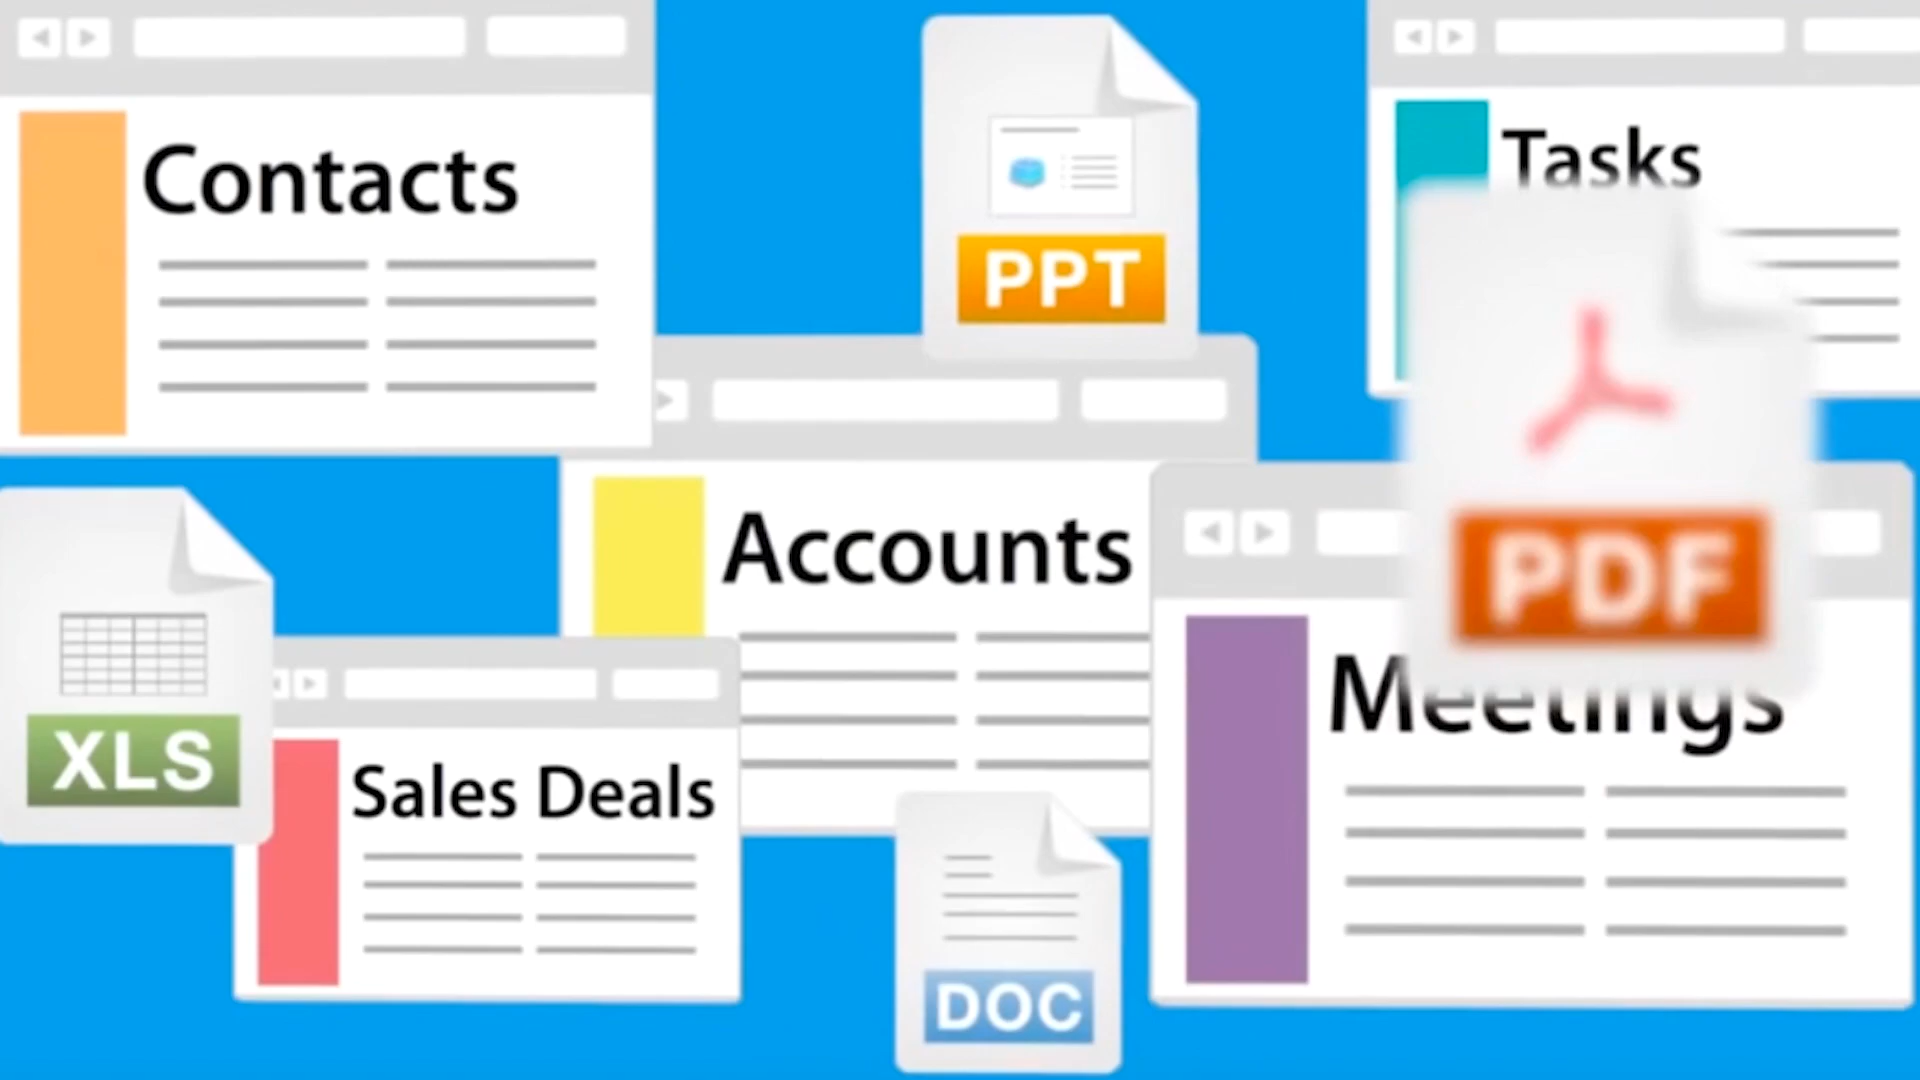 Contacts
PPT
Tasks
Accounts
PDF
Meetings
XLS
Sales Deals
DOC